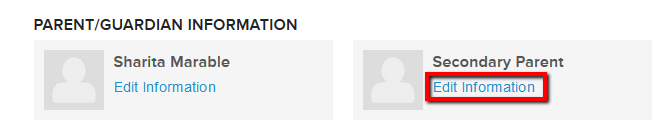 PARENT/GUARDIAN INFORMATION
Sharita Marable
Edit Information
Secondary Parent
Edit Information